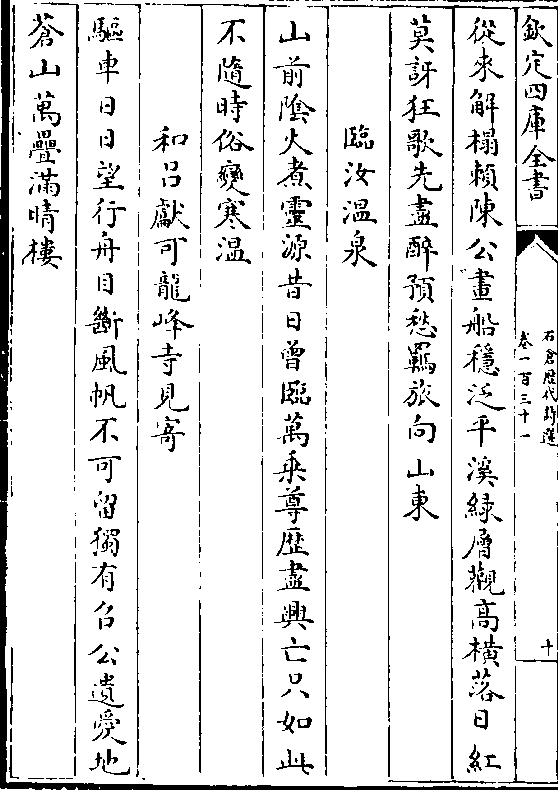 欽定四庫全書
石倉歷代詩選
卷一百三十一
十
從來解榻賴陳公畫船穩泛平溪緑層觀高横落日紅
莫訝狂歌先盡醉預愁羈旅向山東
臨汝温泉
山前隂火煮靈源昔日曾臨萬乘尊歴盡興亡只如此
不隨時俗變寒温
和吕獻可龍峰寺見寄
驅車日日望行舟目斷風帆不可留獨有召公遺愛地
蒼山萬疊滿晴樓